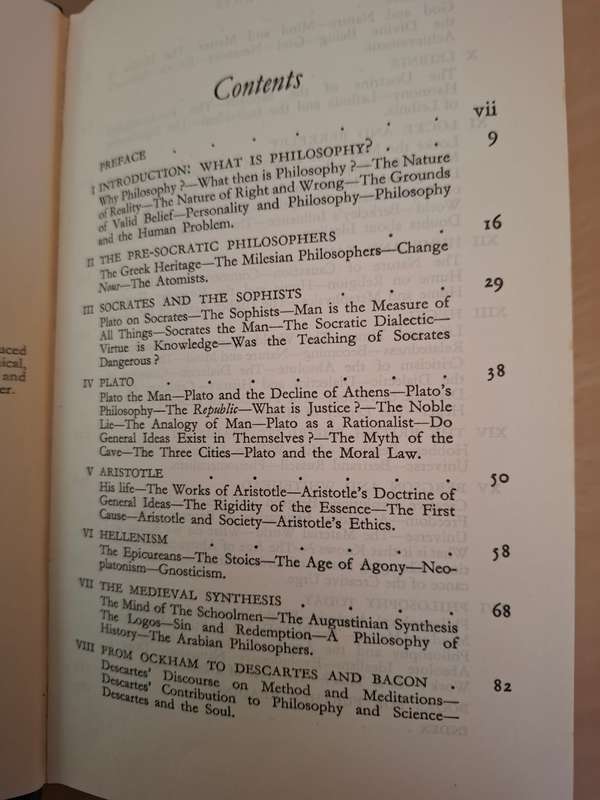 Contents
PREFACE . . . . . . vii
I INTRODUCTION: WHAT IS PHILOSOPHY? . . 9
Why Philosophy?—What then is Philosophy?—The Nature
of Reality—The Nature of Right and Wrong—The Grounds
of Valid Belief—Personality and Philosophy—Philosophy
and the Human Problem.
II THE PRE-SOCRATIC PHILOSOPHERS . . 16
The Greek Heritage—The Milesian Philosophers—Change
Nour—The Atomists.
III SOCRATES AND THE SOPHISTS . . . 29
Plato on Socrates—The Sophists—Man is the Measure of
All Things—Socrates the Man—The Socratic Dialectic—
Virtue is Knowledge—Was the Teaching of Socrates
Dangerous?
IV PLATO . . . . . . . 38
Plato the Man—Plato and the Decline of Athens—Plato's
Philosophy—The Republic—What is Justice?—The Noble
Lie—The Analogy of Man—Plato as a Rationalist—Do
General Ideas Exist in Themselves?—The Myth of the
Cave—The Three Cities—Plato and the Moral Law.
V ARISTOTLE . . . . . . 50
His life—The Works of Aristotle—Aristotle's Doctrine of
General Ideas—The Rigidity of the Essence—The First
Cause—Aristotle and Society—Aristotle's Ethics.
VI HELLENISM . . . . . . 58
The Epicureans—The Stoics—The Age of Agony—Neo-
platonism—Gnosticism.
VII THE MEDIEVAL SYNTHESIS . . . . 68
The Mind of The Schoolmen—The Augustinian Synthesis
The Logos—Sin and Redemption—A Philosophy of
History—The Arabian Philosophers.
VIII FROM OCKHAM TO DESCARTES AND BACON . 82
Descartes' Discourse on Method and Meditations—
Descartes' Contribution to Philosophy and Science—
Descartes and the Soul.
uced
ical,
and
er.